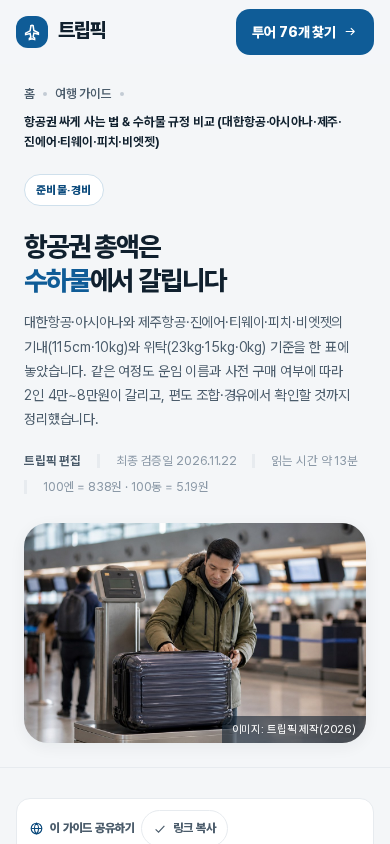 트립픽
투어 76개 찾기 →
홈 • 여행 가이드 •
항공권 싸게 사는 법 & 수하물 규정 비교 (대한항공·아시아나·제주·
진에어·티웨이·피치·비엣젯)
준비물·경비
항공권 총액은
수하물에서 갈립니다
대한항공·아시아나와 제주항공·진에어·티웨이·피치·비엣젯의
기내(115cm·10kg)와 위탁(23kg·15kg·0kg) 기준을 한 표에
놓았습니다. 같은 여정도 운임 이름과 사전 구매 여부에 따라
2인 4만~8만원이 갈리고, 편도 조합·경유에서 확인할 것까지
정리했습니다.
트립픽 편집 | 최종 검증일 2026.11.22 | 읽는 시간 약 13분
| 100엔 = 838원 · 100동 = 5.19원
이미지: 트립픽 제작(2026)
이 가이드 공유하기 링크 복사